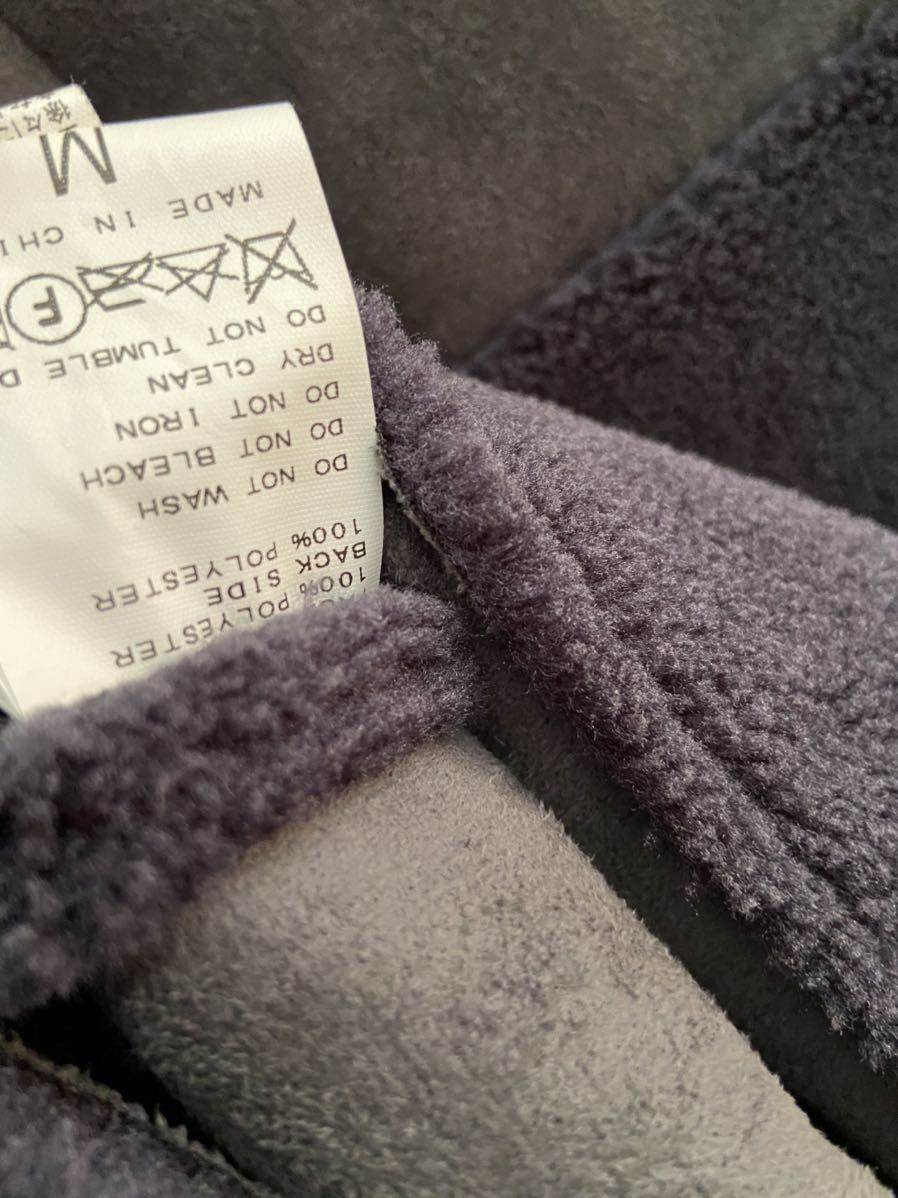 100% POLYESTER
BACK SIDE
100% POLYESTER
DO NOT WASH
DO NOT BLEACH
DO NOT IRON
DRY CLEAN
DO NOT TUMBLE D
F
MADE IN CHI
M